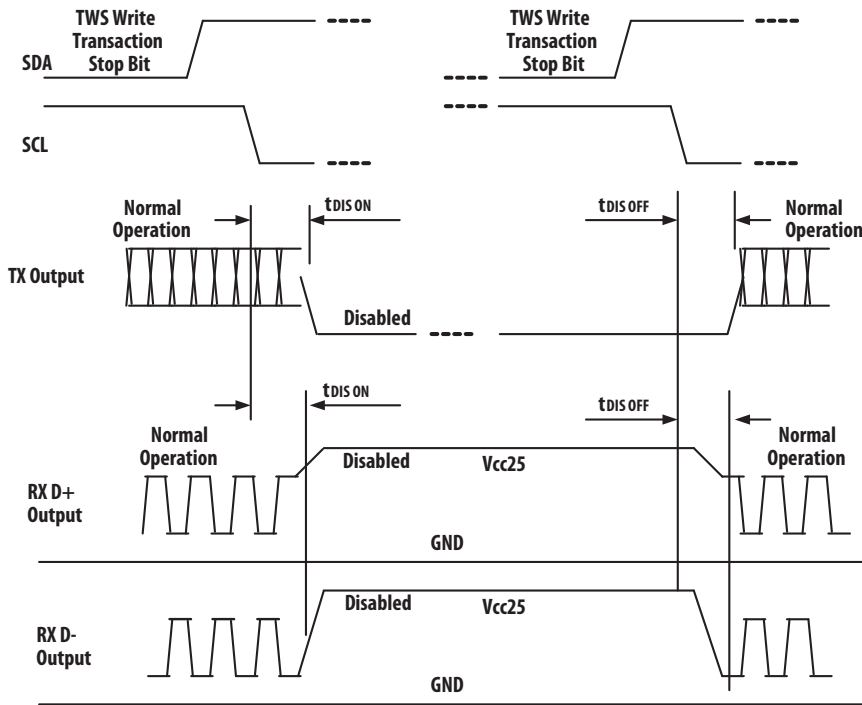 TWS Write
Transaction
Stop Bit
TWS Write
Transaction
Stop Bit
SDA
SCL
Normal
Operation
tDIS ON
tDIS OFF
Normal
Operation
TX Output
Disabled
tDIS ON
tDIS OFF
Normal
Operation
Disabled
Vcc25
Normal
Operation
RX D+
Output
GND
Disabled
Vcc25
RX D-
Output
GND